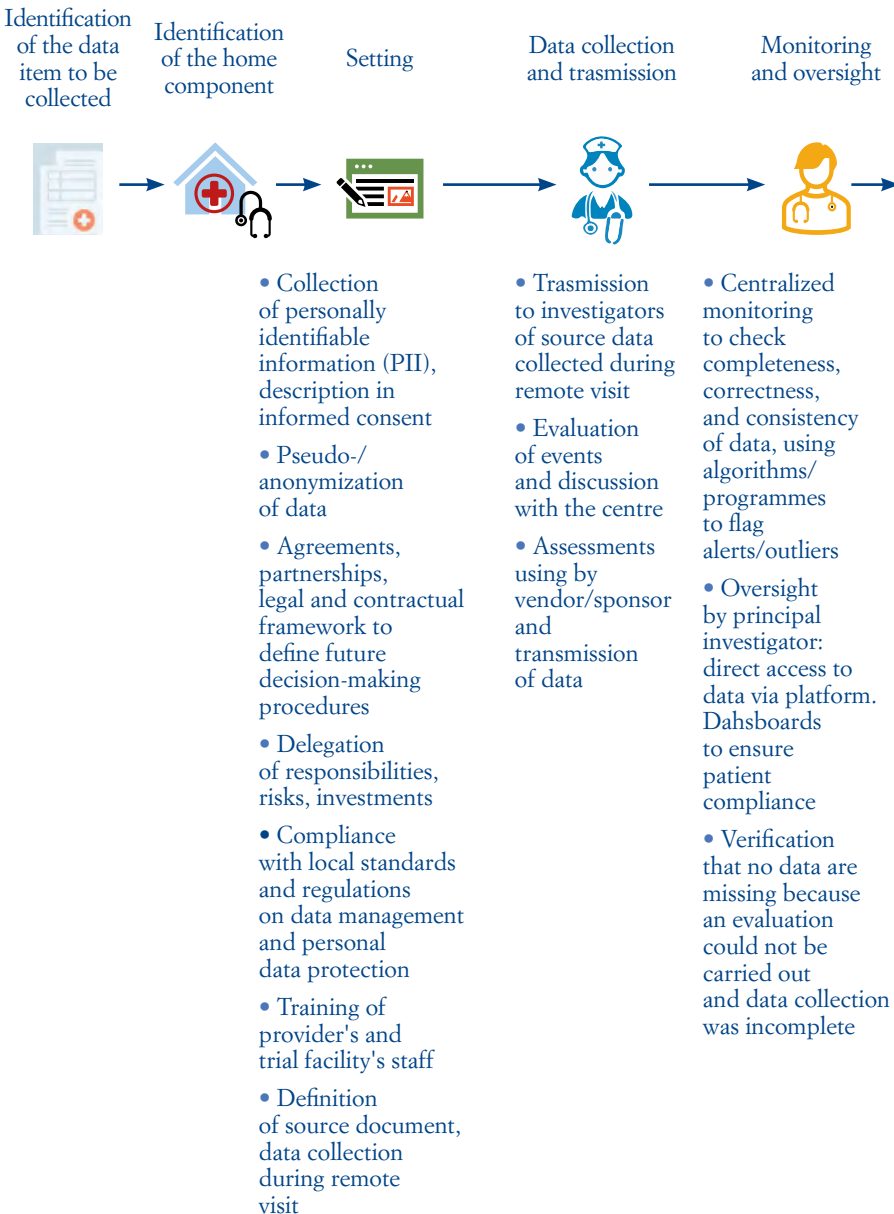 Identification
of the data
item to be
collected
Identification
of the home
component
Setting
Data collection
and trasmission
Monitoring
and oversight
• Collection
of personally
identifiable
information (PII),
description in
informed consent
• Pseudo-/
anonymization
of data
• Agreements,
partnerships,
legal and contractual
framework to
define future
decision-making
procedures
• Delegation
of responsibilities,
risks, investments
• Compliance
with local standards
and regulations
on data management
and personal
data protection
• Training of
provider's and
trial facility's staff
• Definition
of source document,
data collection
during remote
visit
• Trasmission
to investigators
of source data
collected during
remote visit
• Evaluation
of events
and discussion
with the centre
• Assessments
using by
vendor/sponsor
and
transmission
of data
• Centralized
monitoring
to check
completeness,
correctness,
and consistency
of data, using
algorithms/
programmes
to flag
alerts/outliers
• Oversight
by principal
investigator:
direct access to
data via platform.
Dahsboards
to ensure
patient
compliance
• Verification
that no data are
missing because
an evaluation
could not be
carried out
and data collection
was incomplete